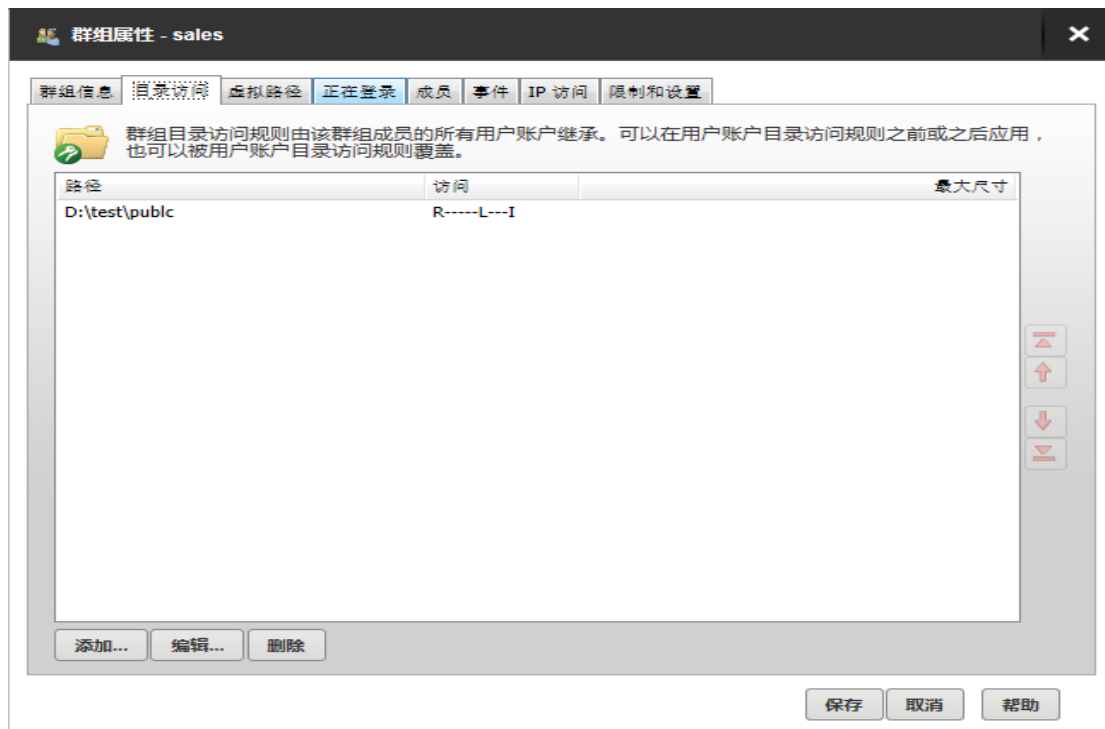 群组属性 - sales
群组信息 目录访问 虚拟路径 正在登录 成员 事件 IP 访问 限制和设置
群组目录访问规则由该群组成员的所有用户账户继承。可以在用户账户目录访问规则之前或之后应用，
也可以被用户账户目录访问规则覆盖。
路径 访问 最大尺寸
D:\test\publc R-----L---I
添加... 编辑... 删除
保存 取消 帮助